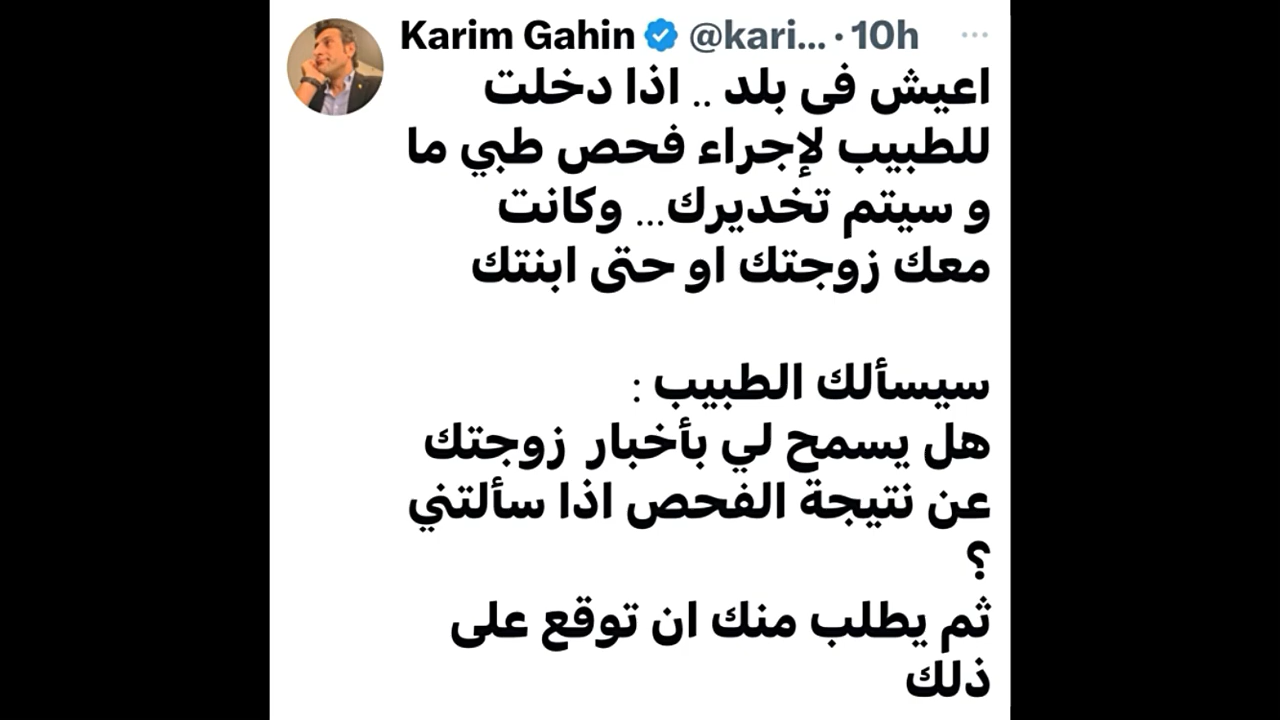 Karim Gahin @kari... · 10h ...
اعيش فى بلد .. اذا دخلت
للطبيب لإجراء فحص طبي ما
و سيتم تخديرك... وكانت
معك زوجتك او حتى ابنتك
سيسألك الطبيب :
هل يسمح لي بأخبار زوجتك
عن نتيجة الفحص اذا سألتني
؟
ثم يطلب منك ان توقع على
ذلك